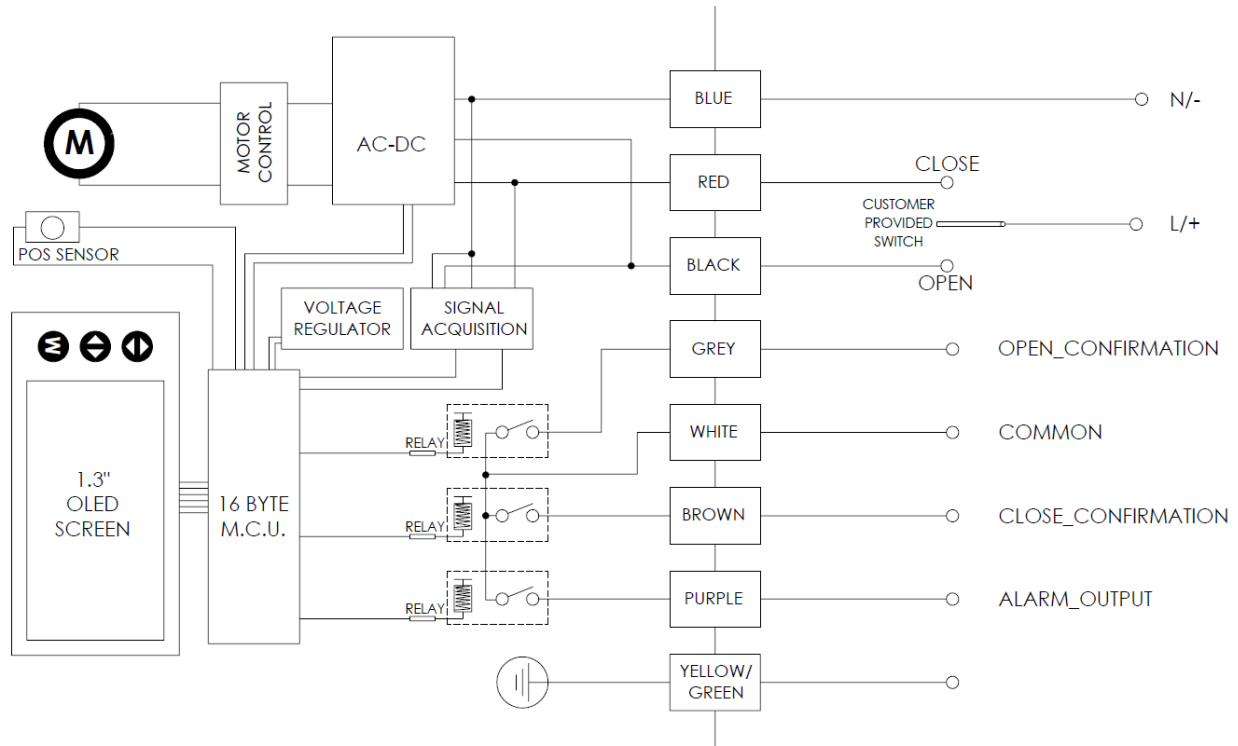 M
MOTOR
CONTROL
AC-DC
BLUE
N/-
RED
CLOSE
CUSTOMER
PROVIDED
SWITCH
L/+
POS SENSOR
BLACK
OPEN
VOLTAGE
REGULATOR
SIGNAL
ACQUISITION
M
GREY
OPEN_CONFIRMATION
RELAY
WHITE
COMMON
1.3"
OLED
SCREEN
16 BYTE
M.C.U.
RELAY
BROWN
CLOSE_CONFIRMATION
RELAY
PURPLE
ALARM_OUTPUT
YELLOW/
GREEN